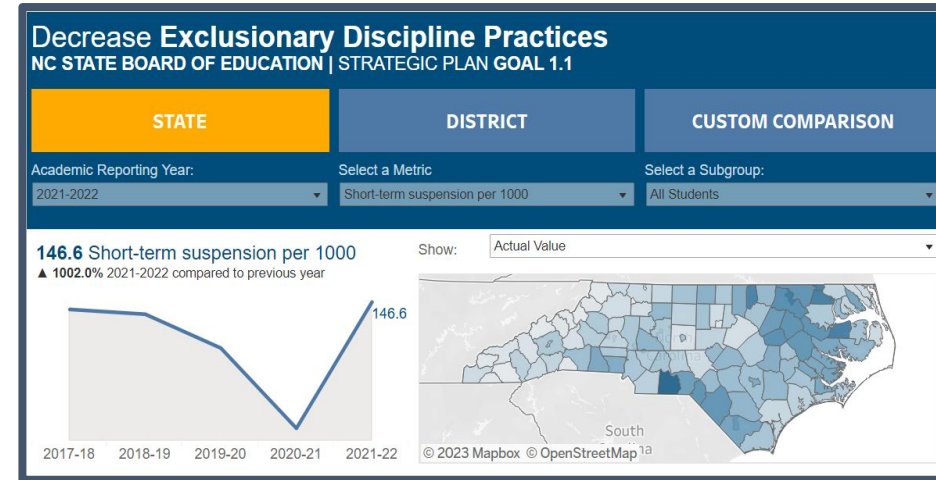 Decrease Exclusionary Discipline Practices
NC STATE BOARD OF EDUCATION | STRATEGIC PLAN GOAL 1.1
STATE
DISTRICT
CUSTOM COMPARISON
Academic Reporting Year:
Select a Metric
Select a Subgroup:
2021-2022
Short-term suspension per 1000
All Students
146.6 Short-term suspension per 1000
▲ 1002.0% 2021-2022 compared to previous year
Show:
Actual Value
146.6
2017-18
2018-19
2019-20
2020-21
2021-22
South
© 2023 Mapbox © OpenStreetMap